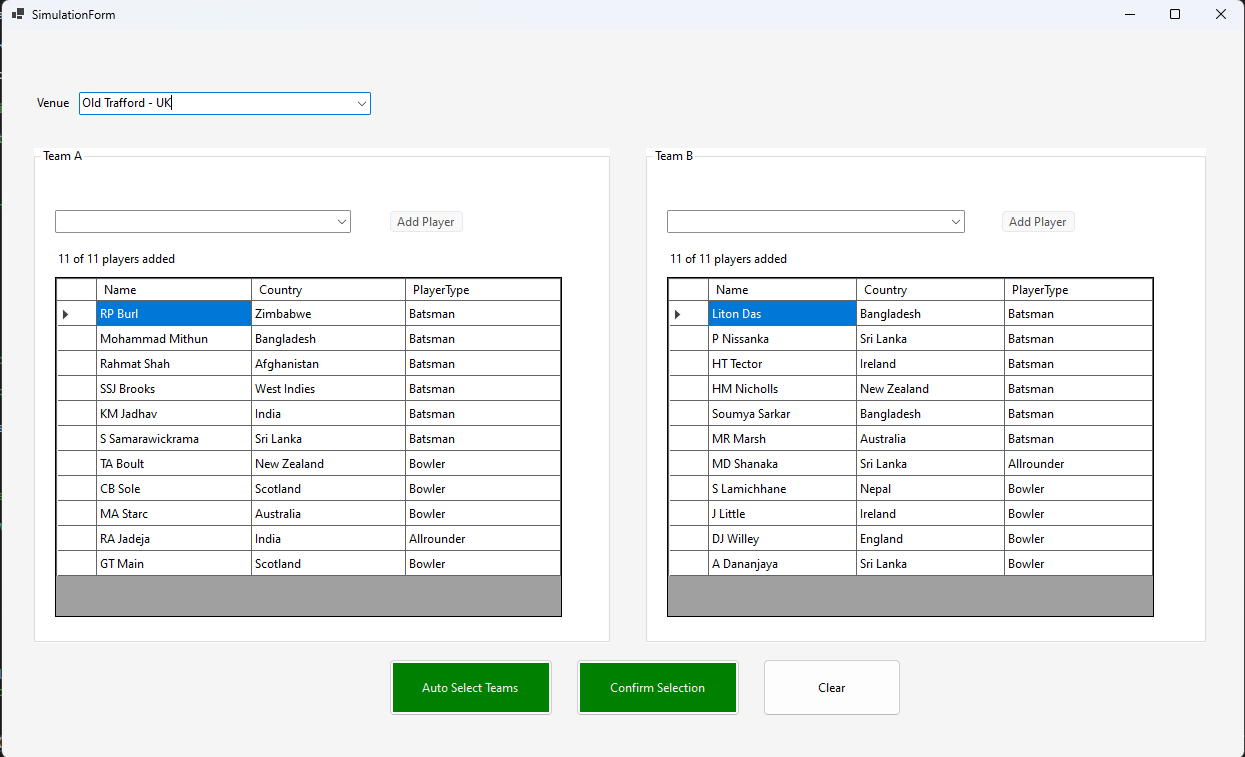 SimulationForm
Venue Old Trafford - UK
Team A
Add Player
11 of 11 players added
Name Country PlayerType
RP Burl Zimbabwe Batsman
Mohammad Mithun Bangladesh Batsman
Rahmat Shah Afghanistan Batsman
SSJ Brooks West Indies Batsman
KM Jadhav India Batsman
S Samarawickrama Sri Lanka Batsman
TA Boult New Zealand Bowler
CB Sole Scotland Bowler
MA Starc Australia Bowler
RA Jadeja India Allrounder
GT Main Scotland Bowler
Team B
Add Player
11 of 11 players added
Name Country PlayerType
Liton Das Bangladesh Batsman
P Nissanka Sri Lanka Batsman
HT Tector Ireland Batsman
HM Nicholls New Zealand Batsman
Soumya Sarkar Bangladesh Batsman
MR Marsh Australia Batsman
MD Shanaka Sri Lanka Allrounder
S Lamichhane Nepal Bowler
J Little Ireland Bowler
DJ Willey England Bowler
A Dananjaya Sri Lanka Bowler
Auto Select Teams Confirm Selection Clear